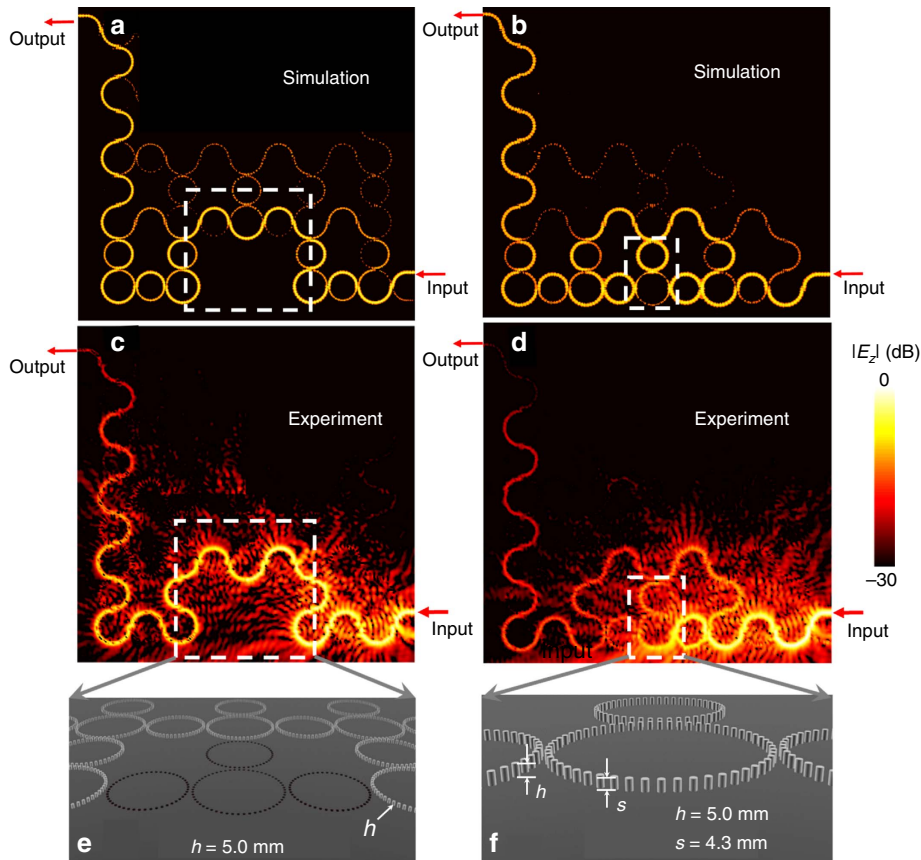 a
Output
Simulation
Input
b
Output
Simulation
Input
c
Output
Experiment
Input
d
Output
Experiment
Input
Input
|E_z| (dB)
0
–30
e
h
h = 5.0 mm
f
h
s
h = 5.0 mm
s = 4.3 mm